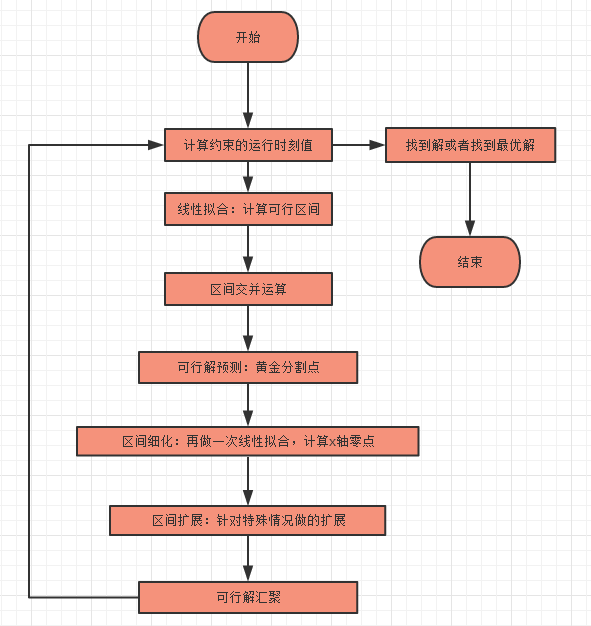 开始
计算约束的运行时刻值
找到解或者找到最优解
线性拟合：计算可行区间
结束
区间交并运算
可行解预测：黄金分割点
区间细化：再做一次线性拟合，计算x轴零点
区间扩展：针对特殊情况做的扩展
可行解汇聚